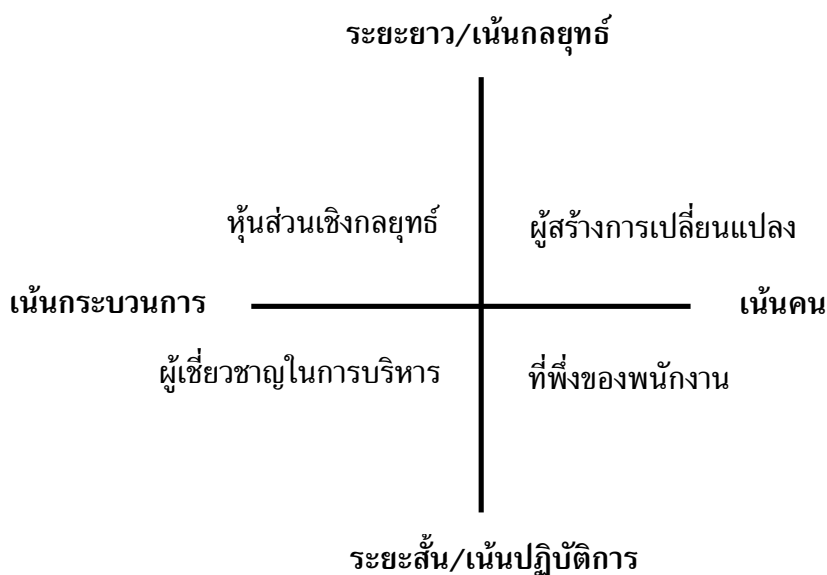 ระยะยาว/เน้นกลยุทธ์
หุ้นส่วนเชิงกลยุทธ์
ผู้สร้างการเปลี่ยนแปลง
เน้นกระบวนการ
เน้นคน
ผู้เชี่ยวชาญในการบริหาร
ที่พึ่งของพนักงาน
ระยะสั้น/เน้นปฏิบัติการ